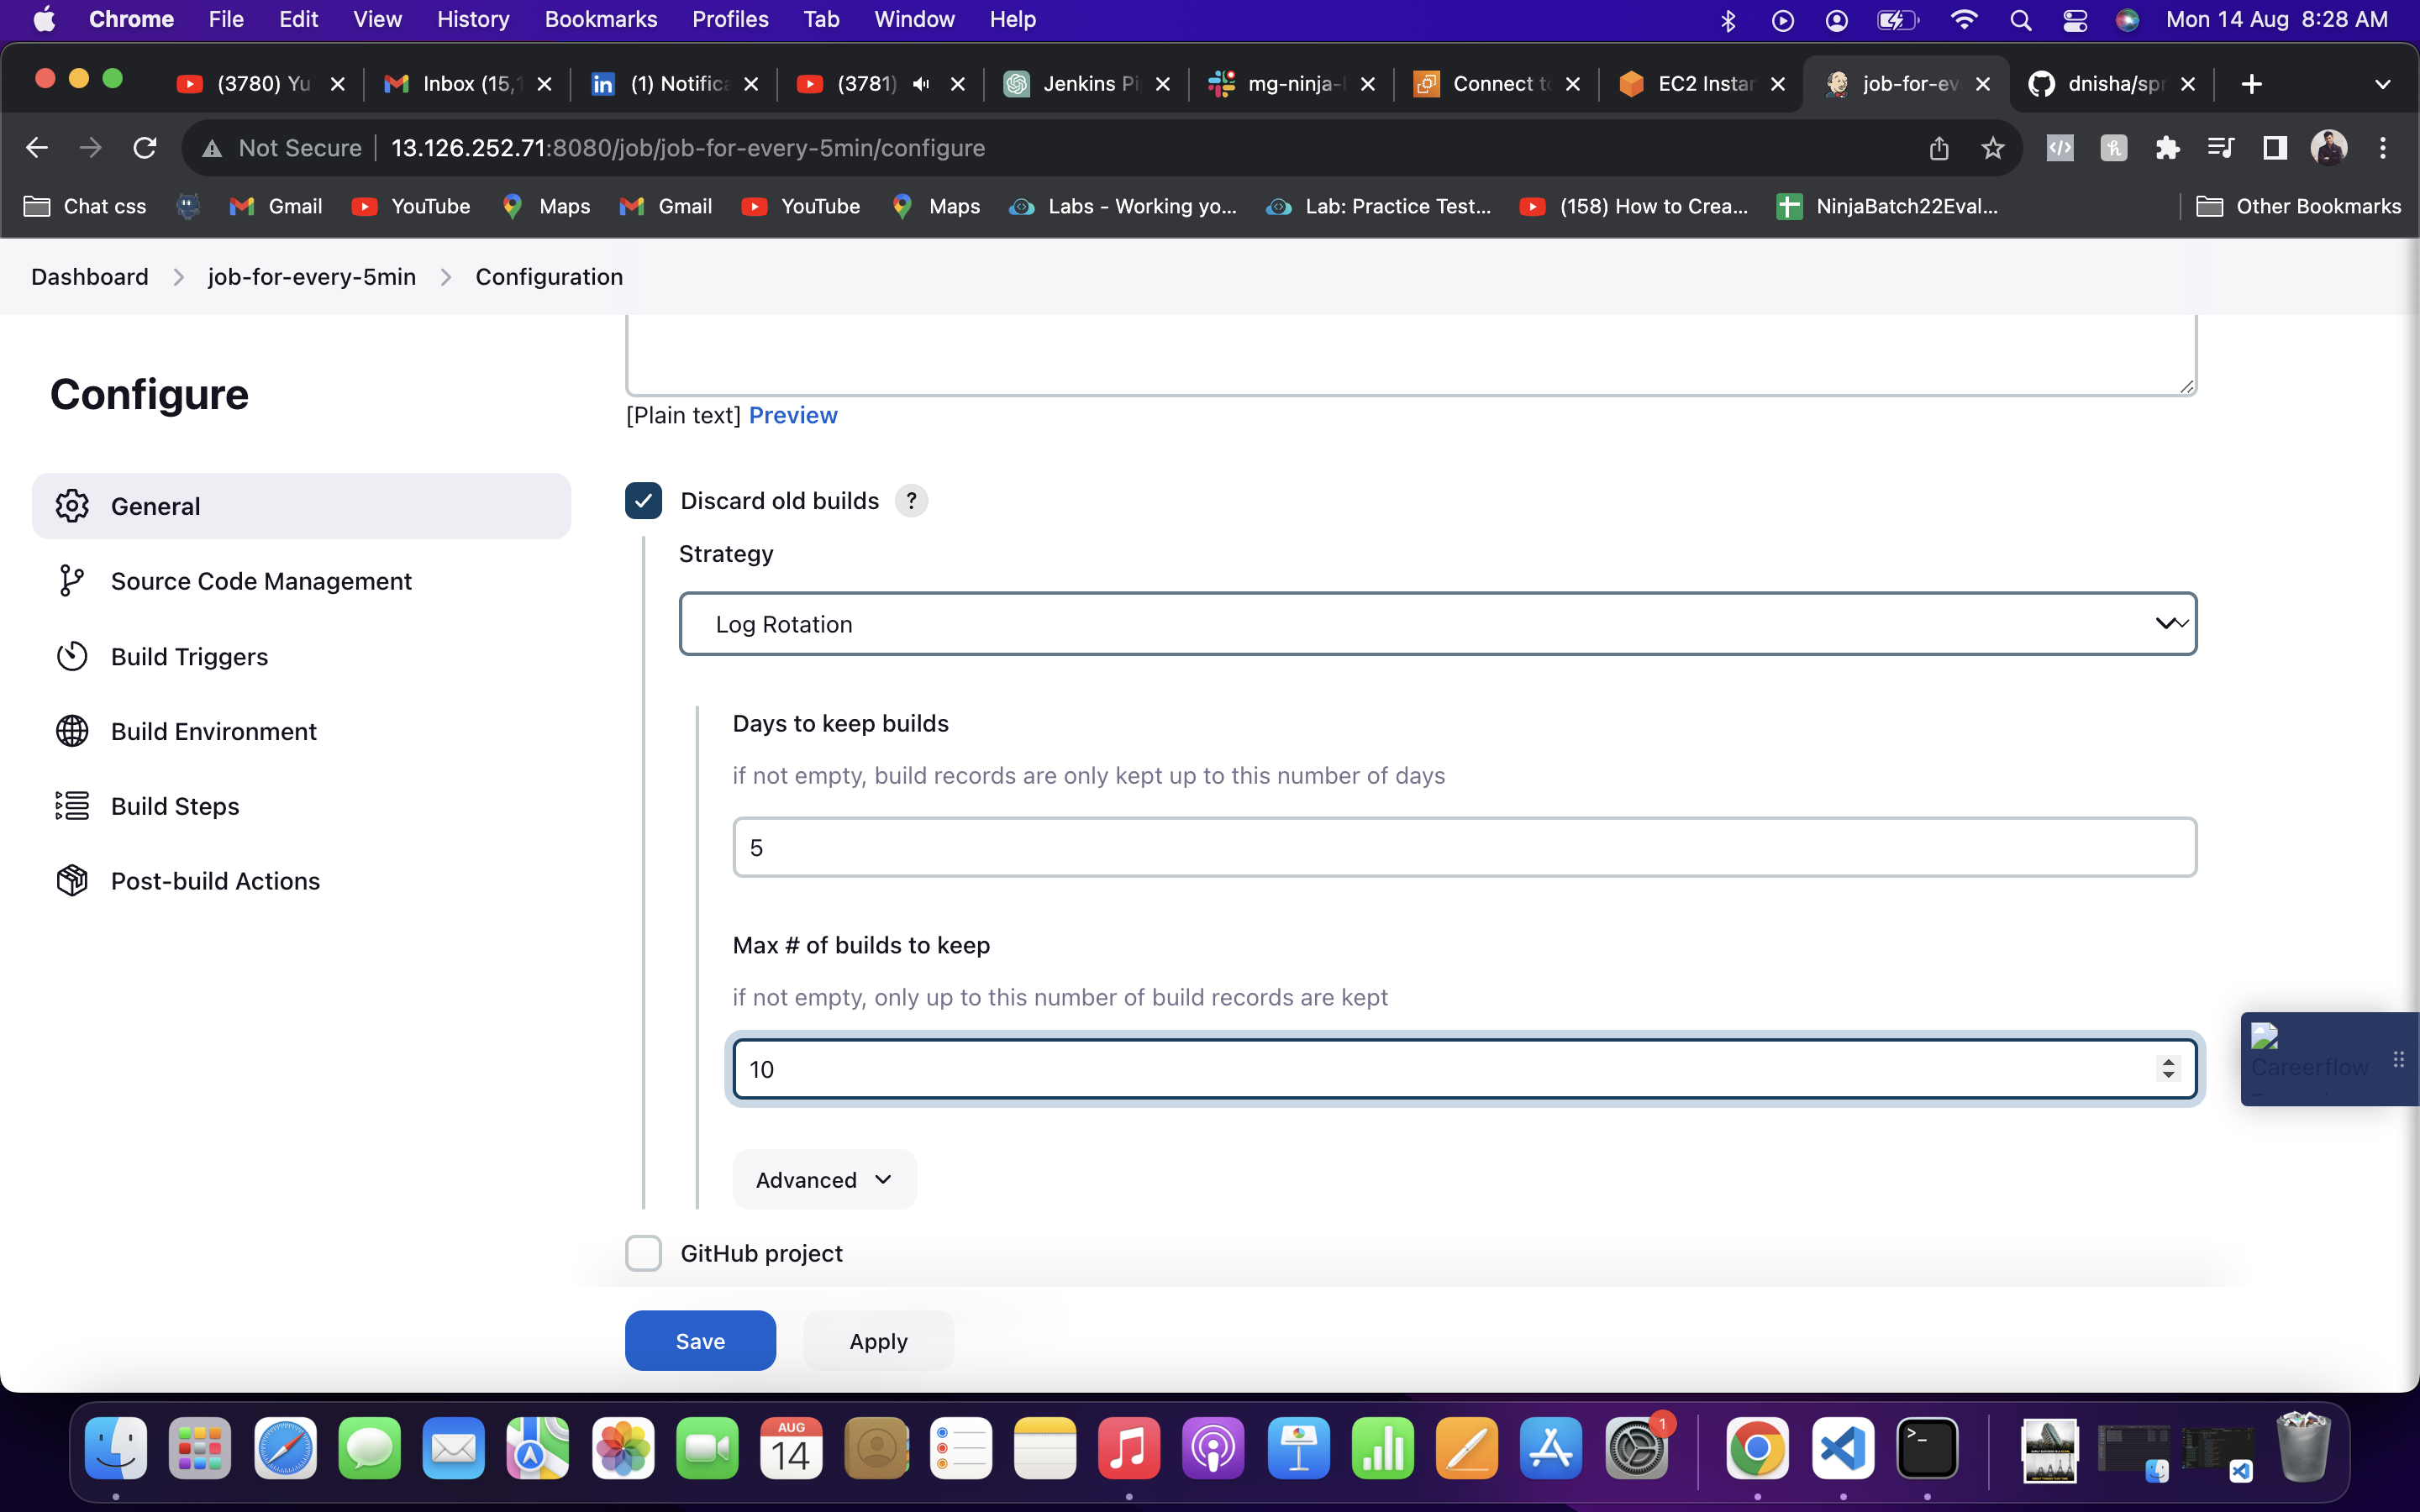 Chrome File Edit View History Bookmarks Profiles Tab Window Help Mon 14 Aug 8:28 AM
(3780) Yu Inbox (15,1 (1) Notifica (3781) Jenkins Pi mg-ninja- Connect to EC2 Instan job-for-ev dnisha/spr
Not Secure 13.126.252.71:8080/job/job-for-every-5min/configure
Chat css Gmail YouTube Maps Gmail YouTube Maps Labs - Working yo... Lab: Practice Test... (158) How to Crea... NinjaBatch22Eval... Other Bookmarks
Dashboard job-for-every-5min Configuration
Configure
General
Source Code Management
Build Triggers
Build Environment
Build Steps
Post-build Actions
[Plain text] Preview
Discard old builds ?
Strategy
Log Rotation
Days to keep builds
if not empty, build records are only kept up to this number of days
5
Max # of builds to keep
if not empty, only up to this number of build records are kept
10
Careerflow
Advanced
GitHub project
Save Apply
AUG
14
1